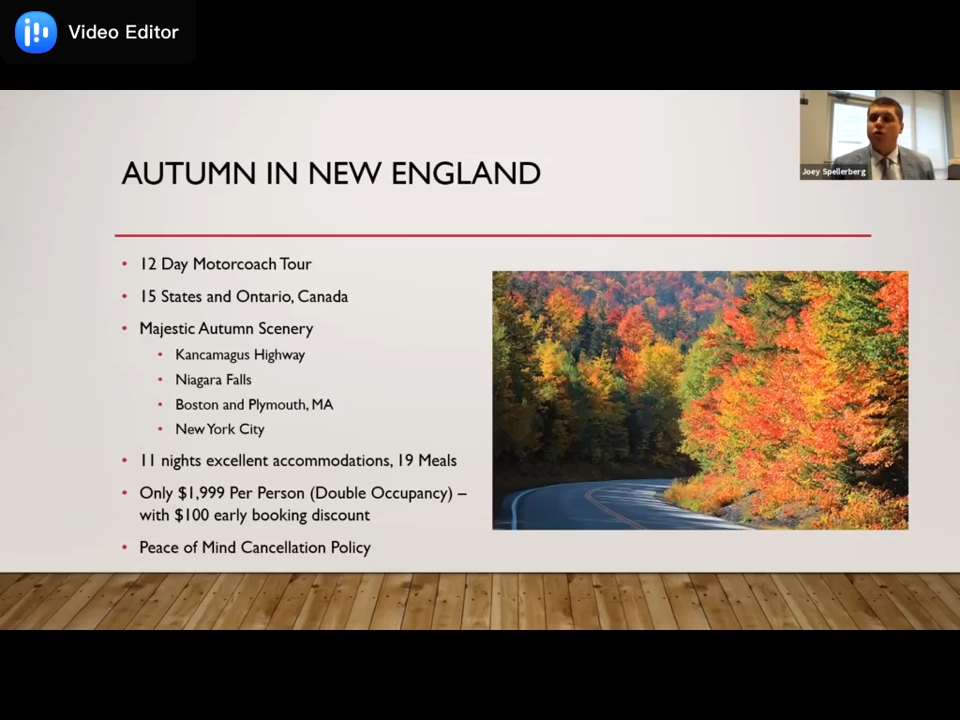 Video Editor
Joey Spellerberg
AUTUMN IN NEW ENGLAND
• 12 Day Motorcoach Tour
• 15 States and Ontario, Canada
• Majestic Autumn Scenery
• Kancamagus Highway
• Niagara Falls
• Boston and Plymouth, MA
• New York City
• 11 nights excellent accommodations, 19 Meals
• Only $1,999 Per Person (Double Occupancy) –
with $100 early booking discount
• Peace of Mind Cancellation Policy